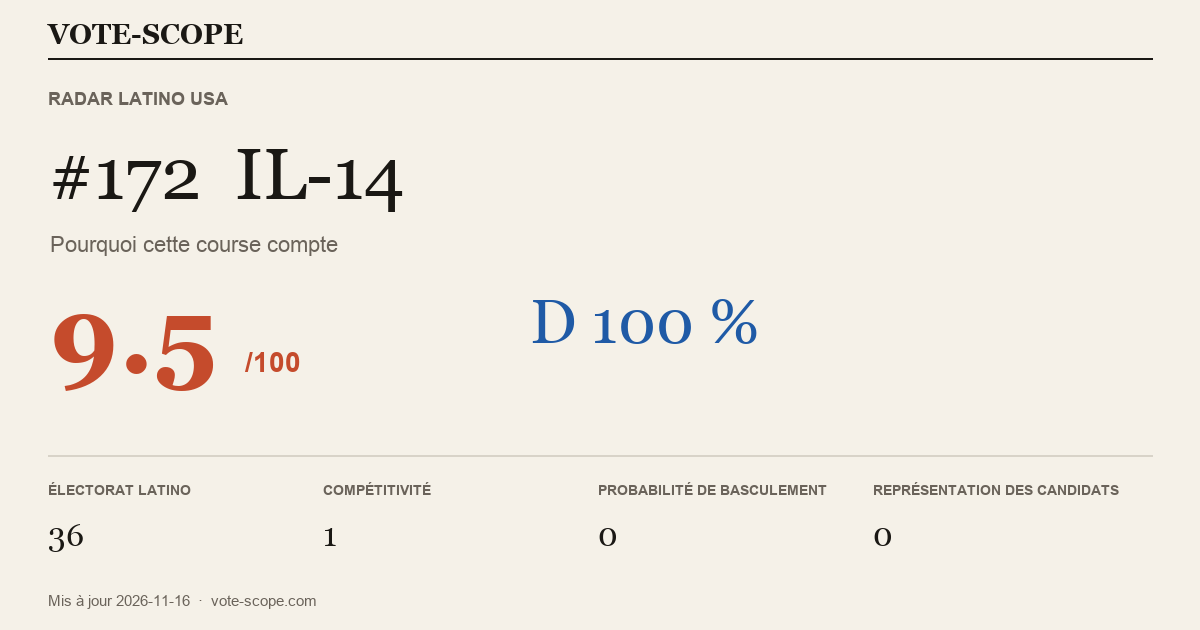 VOTE-SCOPE
RADAR LATINO USA
#172 IL-14
Pourquoi cette course compte
9.5 /100
D 100 %
ÉLECTORAT LATINO
36
COMPÉTITIVITÉ
1
PROBABILITÉ DE BASCULEMENT
0
REPRÉSENTATION DES CANDIDATS
0
Mis à jour 2026-11-16 · vote-scope.com